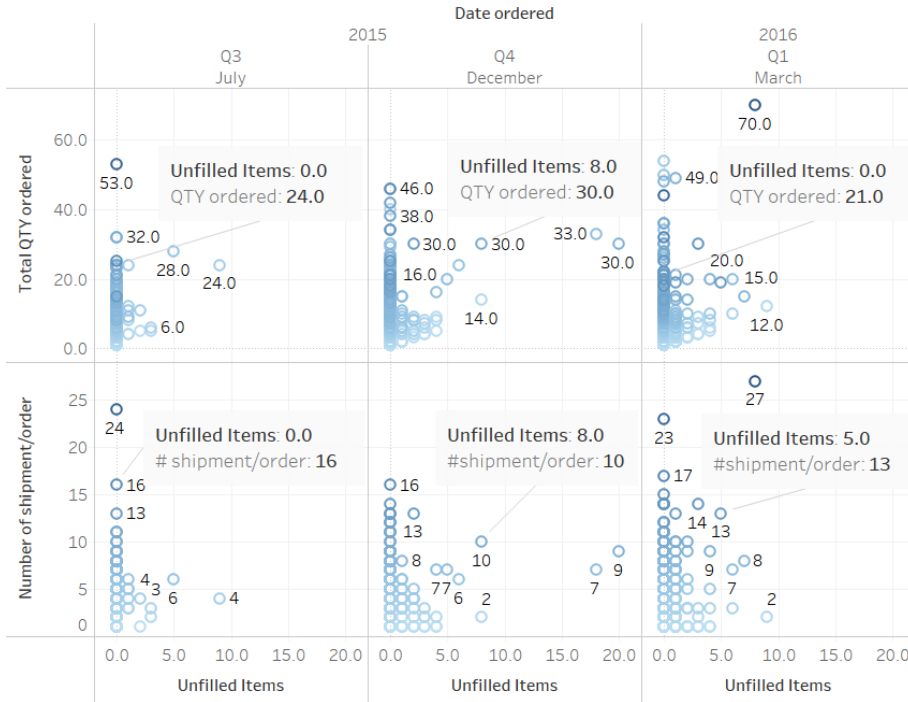 Date ordered
2015
2016
Q3
Q4
Q1
July
December
March
Total QTY ordered
60.0
40.0
20.0
0.0
53.0
32.0
28.0
24.0
6.0
Unfilled Items: 0.0
QTY ordered: 24.0
46.0
38.0
30.0
16.0
30.0
33.0
30.0
14.0
Unfilled Items: 8.0
QTY ordered: 30.0
70.0
49.0
20.0
15.0
12.0
Unfilled Items: 0.0
QTY ordered: 21.0
Number of shipment/order
25
20
15
10
5
0
24
16
13
4
3
6
4
Unfilled Items: 0.0
# shipment/order: 16
16
13
8
10
7 7
6
2
7
9
Unfilled Items: 8.0
#shipment/order: 10
27
23
17
14
13
9
8
7
2
Unfilled Items: 5.0
#shipment/order: 13
0.0 5.0 10.0 15.0 20.0
0.0 5.0 10.0 15.0 20.0
0.0 5.0 10.0 15.0 20.0
Unfilled Items
Unfilled Items
Unfilled Items